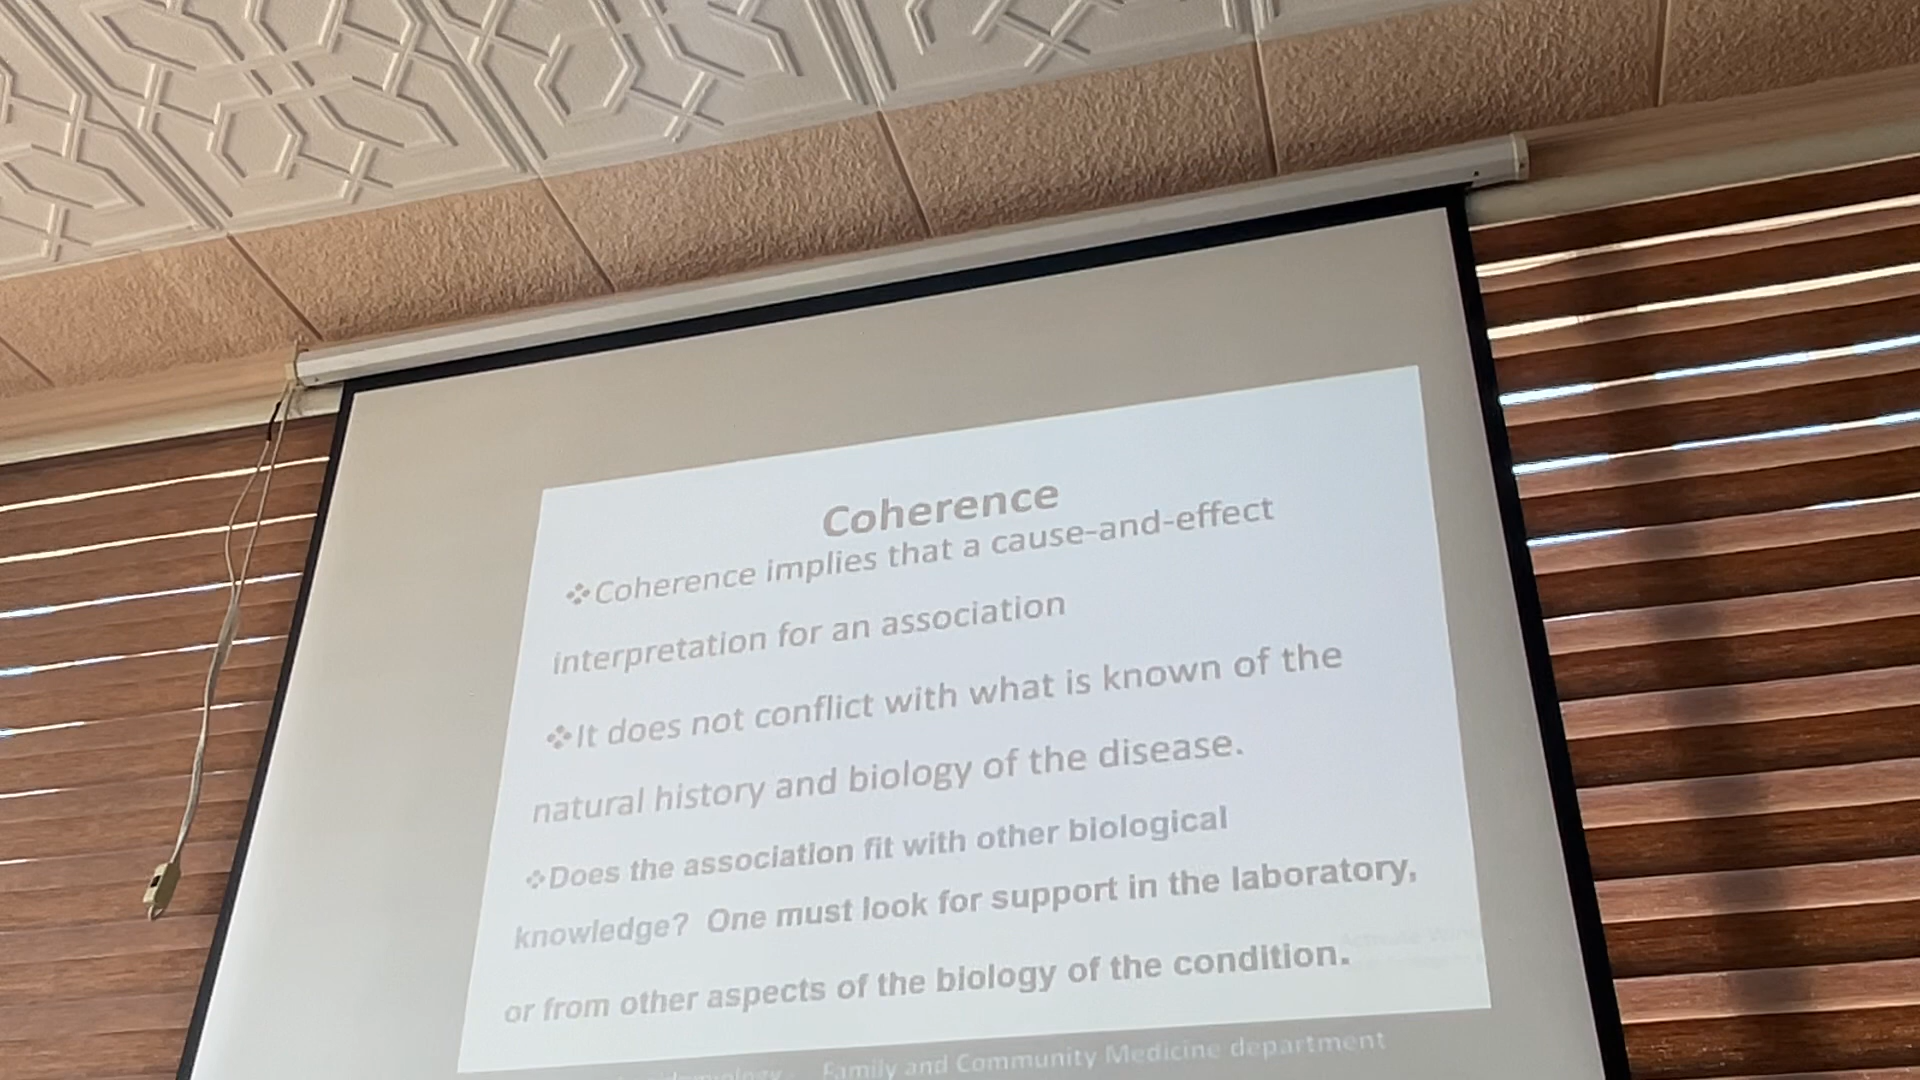 Coherence
❖Coherence implies that a cause-and-effect
interpretation for an association
❖It does not conflict with what is known of the
natural history and biology of the disease.
❖Does the association fit with other biological
knowledge? One must look for support in the laboratory,
or from other aspects of the biology of the condition.
Family and Community Medicine department